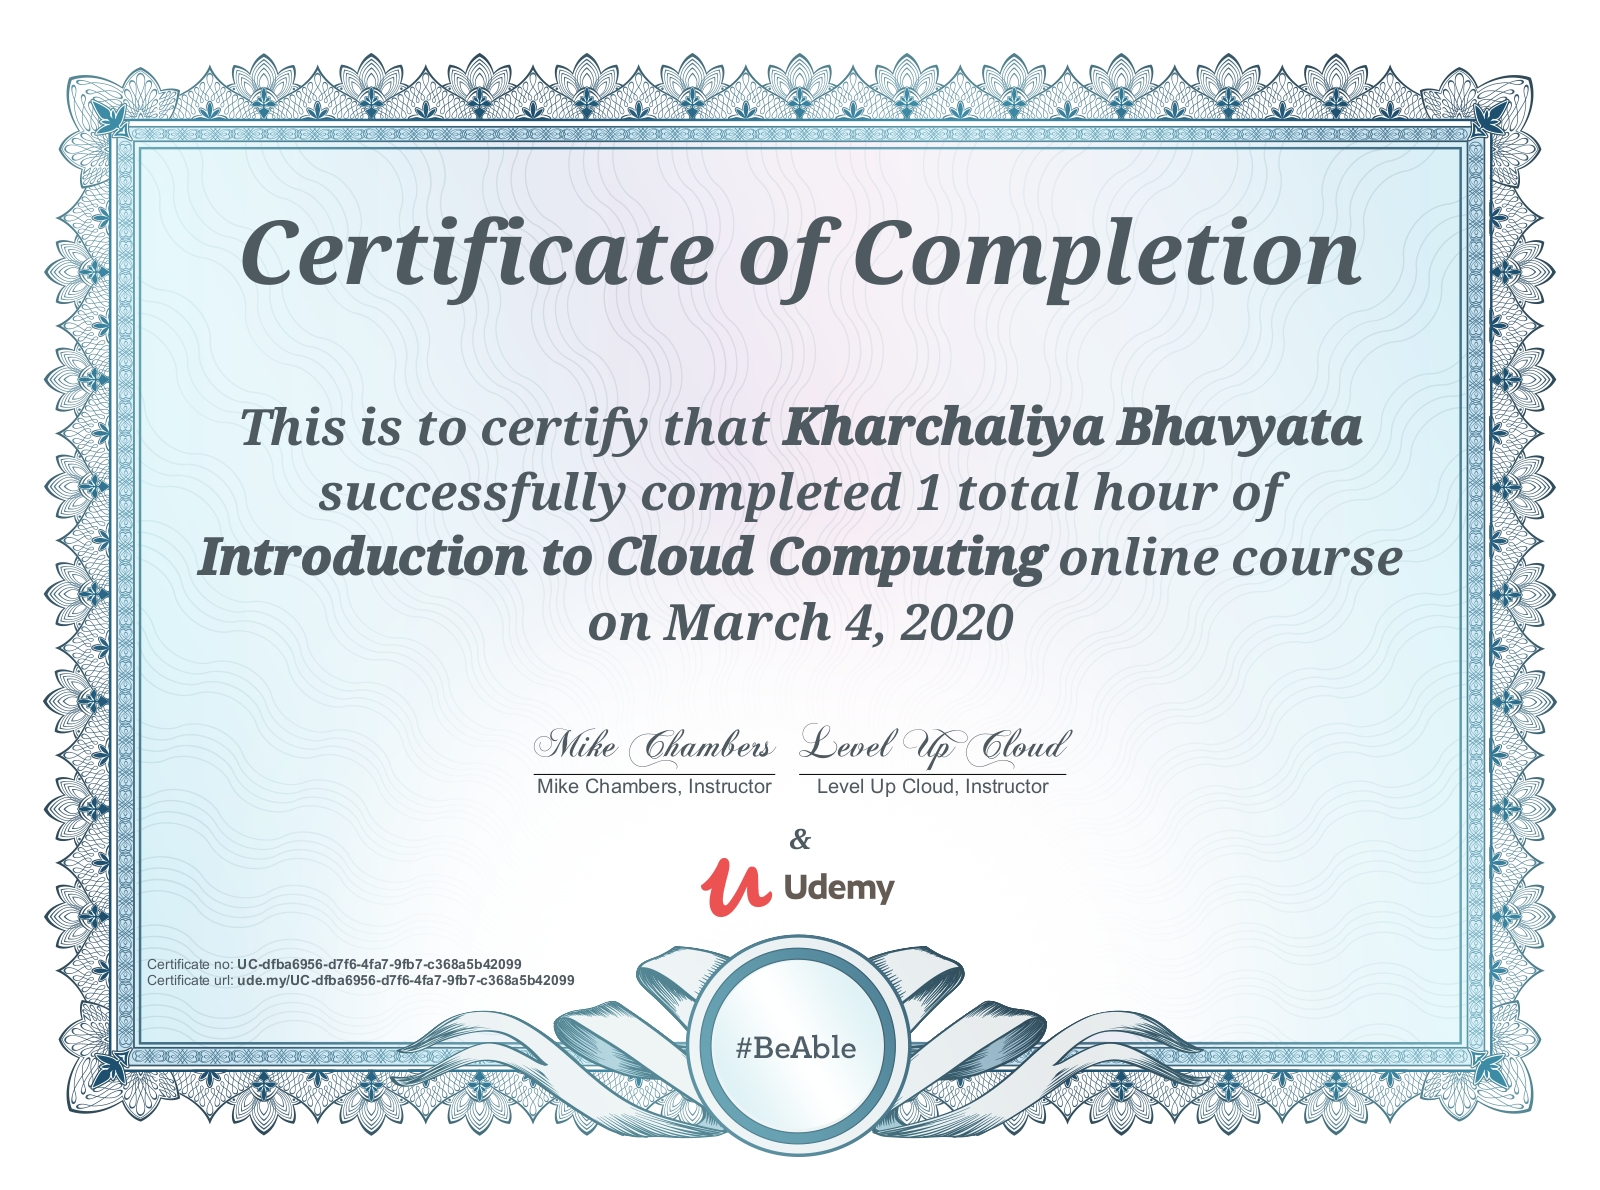 Certificate of Completion
This is to certify that Kharchaliya Bhavyata
successfully completed 1 total hour of
Introduction to Cloud Computing online course
on March 4, 2020
Mike Chambers Level Up Cloud
Mike Chambers, Instructor Level Up Cloud, Instructor
&
Udemy
Certificate no: UC-dfba6956-d7f6-4fa7-9fb7-c368a5b42099
Certificate url: ude.my/UC-dfba6956-d7f6-4fa7-9fb7-c368a5b42099
#BeAble